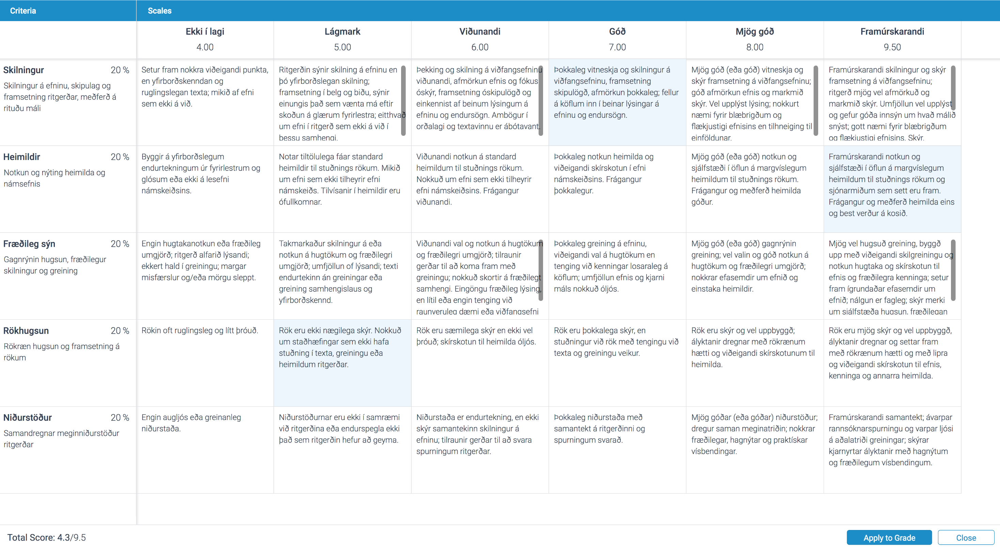 Criteria
Scales
Ekki í lagi
Lágmark
Viðunandi
Góð
Mjög góð
Framúrskarandi
4.00
5.00
6.00
7.00
8.00
9.50
Skilningur 20 %
Skilningur á efninu, skipulag og
framsetning ritgerðar, meðferð á
rituðu máli
Setur fram nokkra viðeigandi punkta,
en yfirborðskenndan og
ruglingslegan texta; mikið af efni
sem ekki á við.
Ritgerðin sýnir skilning á efninu en
þó yfirborðslegan skilning;
framsetning í belg og biðu, sýnir
einungis það sem vænta má eftir
skoðun á glærum fyrirlestra; eitthvað
um efni í ritgerð sem ekki á við í
þessu samhengi.
Þekking og skilning á viðfangsefninu
viðunandi, afmörkun efnis og fókus
óskýr, framsetning óskipulögð og
einkennist af beinum lýsingum á
efninu og endursögn. Ambögur í
orðalagi og textavinnu er ábótavant.
Þokkaleg vitneskja og skilningur á
viðfangsefninu, framsetning
skipulögð, afmörkun þokkaleg; fellur
á köflum inn í beinar lýsingar á
efninu og endursögn.
Mjög góð (eða góð) vitneskja og
skýr framsetning á viðfangsefninu;
góð afmörkun efnis og markmið
skýr. Vel upplýst lýsing; nokkurt
næmi fyrir blæbrigðum og
flækjustigi efnisins en tilhneiging til
einföldunar.
Framúrskarandi skilningur og skýr
framsetning á viðfangsefninu;
ritgerð mjög vel afmörkuð og
markmið skýr. Umfjöllun vel upplýst
og gefur góða innsýn um hvað málið
snýst; gott næmi fyrir blæbrigðum
og flækjustigi efnisins. Skýr,
Heimildir 20 %
Notkun og nýting heimilda og
námsefnis
Byggir á yfirborðslegum
endurtekningum úr fyrirlestrum og
glósum eða ekki á lesefni
námskeiðsins.
Notar tiltölulega fáar standard
heimildir til stuðnings rökum. Mikið
um efni sem ekki tilheyrir efni
námskeiðs. Tilvísanir í heimildir eru
ófullkomnar.
Viðunandi notkun á standard
heimildum til stuðnings rökum.
Nokkuð um efni sem ekki tilheyrir
efni námskeiðsins. Frágangur
viðunandi.
Þokkaleg notkun heimilda og
viðeigandi skírskotun í efni
námskeiðsins. Frágangur
þokkalegur.
Mjög góð (eða góð) notkun og
sjálfstæði í öflun á margvíslegum
heimildum til stuðnings rökum.
Frágangur og meðferð heimilda
góður.
Framúrskarandi notkun og
sjálfstæði í öflun á margvíslegum
heimildum til stuðnings rökum og
sjónarmiðum sem sett eru fram.
Frágangur og meðferð heimilda eins
og best verður á kosið.
Fræðileg sýn 20 %
Gagnrýnin hugsun, fræðilegur
skilningur og greining
Engin hugtakanotkun eða fræðileg
umgjörð; ritgerð alfarið lýsandi;
ekkert hald í greiningu; margar
misfærslur og/eða mörgu sleppt.
Takmarkaður skilningur á eða
notkun á hugtökum og fræðilegri
umgjörð; umfjöllun of lýsandi; texti
endurtekinn án greiningar eða
greining samhengislaus og
yfirborðskennd.
Viðunandi val og notkun á hugtökum
og fræðilegri umgjörð; tilraunir
gerðar til að koma fram með
greiningu; nokkuð skortir á fræðilegt
samhengi. Eingöngu fræðileg lýsing,
en lítil eða engin tenging við
raunveruleg dæmi eða viðfangsefni
Þokkaleg greining á efninu,
viðeigandi val á hugtökum en
tenging við kenningar losaraleg á
köflum; umfjöllun efnis og kjarni
máls nokkuð óljós.
Mjög góð (eða góð) gagnrýnin
greining; vel valin og góð notkun á
hugtökum og fræðilegri umgjörð;
nokkrar efasemdir um efnið og
einstaka heimildir.
Mjög vel hugsuð greining, byggð
upp með viðeigandi skilgreiningu og
notkun hugtaka og skírskotun til
efnis og fræðilegra kenninga; setur
fram ígrundaðar efasemdir um
efnið; nálgun er fagleg; skýr merki
um sjálfstæða hugsun, fræðilegan
Rökhugsun 20 %
Rökræn hugsun og framsetning á
rökum
Rökin oft ruglingsleg og lítt þróuð.
Rök eru ekki nægilega skýr. Nokkuð
um staðhæfingar sem ekki hafa
stuðning í texta, greiningu eða
heimildum ritgerðar.
Rök eru sæmilega skýr en ekki vel
þróuð; skírskotun til heimilda óljós.
Rök eru þokkalega skýr, en
stuðningur við rök með tengingu við
texta og greiningu veikur.
Rök eru skýr og vel uppbyggð;
ályktanir dregnar með rökrænum
hætti og viðeigandi skírskotunum til
heimilda.
Rök eru mjög skýr og vel uppbyggð,
ályktanir dregnar og settar fram
með rökrænum hætti og með lipra
og viðeigandi skírskotun til efnis,
kenninga og annarra heimilda.
Niðurstöður 20 %
Samandregnar meginniðurstöður
ritgerðar
Engin augljós eða greinanleg
niðurstaða.
Niðurstöðurnar eru ekki í samræmi
við ritgerðina eða endurspegla ekki
það sem ritgerðin hefur að geyma.
Niðurstaða er endurtekning, en ekki
skýr samantekinn skilningur á
efninu; tilraunir gerðar til að svara
spurningum ritgerðar.
Þokkaleg niðurstaða með
samantekt á ritgerðinni og
spurningum svarað.
Mjög góðar (eða góðar) niðurstöður;
dregur saman meginatriðin; nokkrar
fræðilegar, hagnýtar og praktískar
vísbendingar.
Framúrskarandi samantekt; ávarpar
rannsóknarspurningu og varpar ljósi
á aðalatriði greiningar; skýrar
kjarnyrtar ályktanir með hagnýtum
og fræðilegum vísbendingum.
Total Score: 4.3/9.5
Apply to Grade
Close